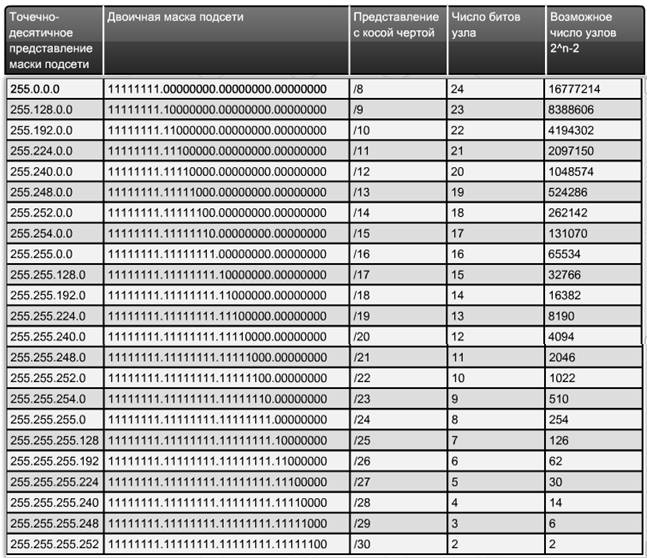 Точечно-десятичное представление маски подсети Двоичная маска подсети Представление с косой чертой Число битов узла Возможное число узлов 2^n-2
255.0.0.0 11111111.00000000.00000000.00000000 /8 24 16777214
255.128.0.0 11111111.10000000.00000000.00000000 /9 23 8388606
255.192.0.0 11111111.11000000.00000000.00000000 /10 22 4194302
255.224.0.0 11111111.11100000.00000000.00000000 /11 21 2097150
255.240.0.0 11111111.11110000.00000000.00000000 /12 20 1048574
255.248.0.0 11111111.11111000.00000000.00000000 /13 19 524286
255.252.0.0 11111111.11111100.00000000.00000000 /14 18 262142
255.254.0.0 11111111.11111110.00000000.00000000 /15 17 131070
255.255.0.0 11111111.11111111.00000000.00000000 /16 16 65534
255.255.128.0 11111111.11111111.10000000.00000000 /17 15 32766
255.255.192.0 11111111.11111111.11000000.00000000 /18 14 16382
255.255.224.0 11111111.11111111.11100000.00000000 /19 13 8190
255.255.240.0 11111111.11111111.11110000.00000000 /20 12 4094
255.255.248.0 11111111.11111111.11111000.00000000 /21 11 2046
255.255.252.0 11111111.11111111.11111100.00000000 /22 10 1022
255.255.254.0 11111111.11111111.11111110.00000000 /23 9 510
255.255.255.0 11111111.11111111.11111111.00000000 /24 8 254
255.255.255.128 11111111.11111111.11111111.10000000 /25 7 126
255.255.255.192 11111111.11111111.11111111.11000000 /26 6 62
255.255.255.224 11111111.11111111.11111111.11100000 /27 5 30
255.255.255.240 11111111.11111111.11111111.11110000 /28 4 14
255.255.255.248 11111111.11111111.11111111.11111000 /29 3 6
255.255.255.252 11111111.11111111.11111111.11111100 /30 2 2